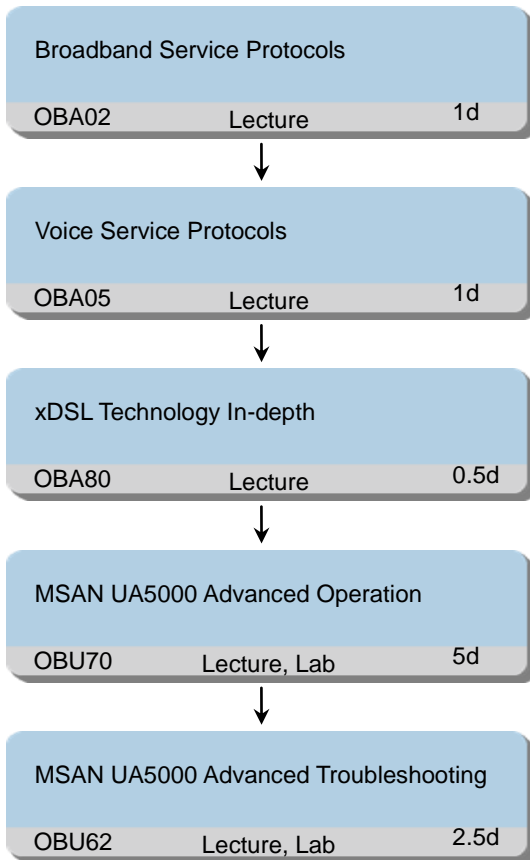 Broadband Service Protocols
OBA02 Lecture 1d
Voice Service Protocols
OBA05 Lecture 1d
xDSL Technology In-depth
OBA80 Lecture 0.5d
MSAN UA5000 Advanced Operation
OBU70 Lecture, Lab 5d
MSAN UA5000 Advanced Troubleshooting
OBU62 Lecture, Lab 2.5d